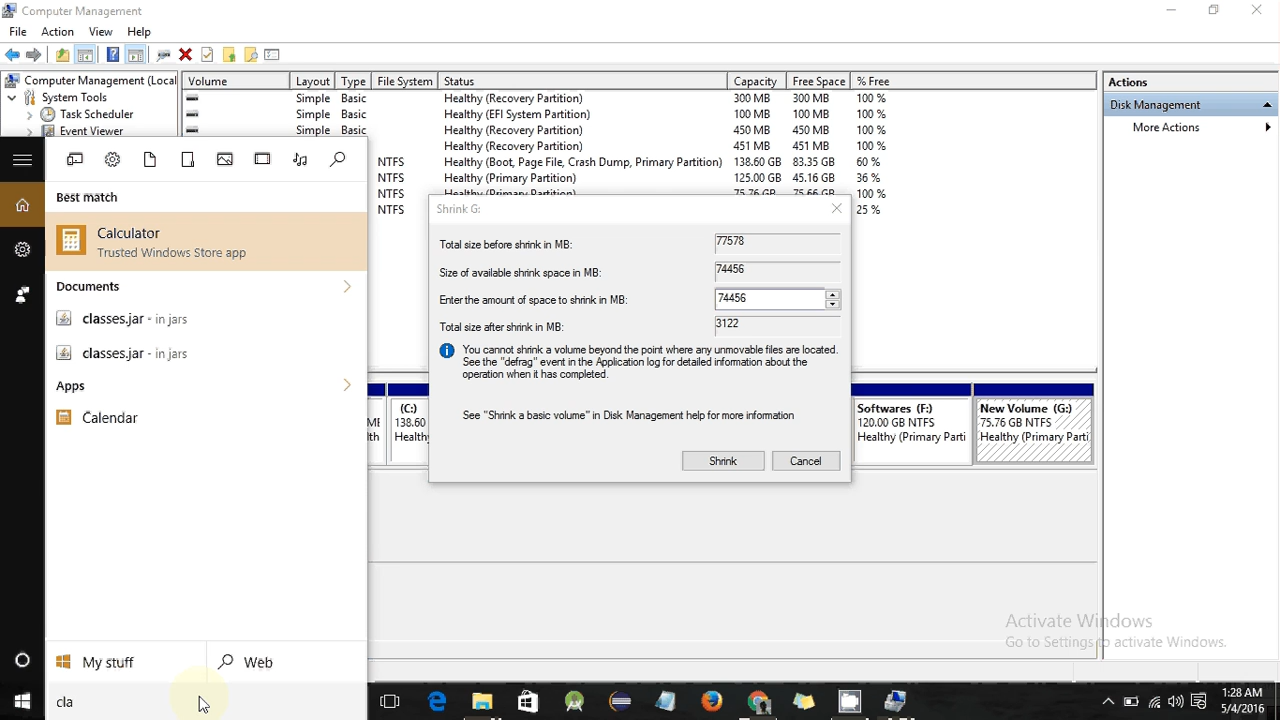 Computer Management
File Action View Help
Computer Management (Local
System Tools
Task Scheduler
Event Viewer
Volume Layout Type File System Status Capacity Free Space % Free
Simple Basic Healthy (Recovery Partition) 300 MB 300 MB 100 %
Simple Basic Healthy (EFI System Partition) 100 MB 100 MB 100 %
Simple Basic Healthy (Recovery Partition) 450 MB 450 MB 100 %
Healthy (Recovery Partition) 451 MB 451 MB 100 %
NTFS Healthy (Boot, Page File, Crash Dump, Primary Partition) 138.60 GB 83.35 GB 60 %
NTFS Healthy (Primary Partition) 125.00 GB 45.16 GB 36 %
NTFS Healthy (Primary Partition) 75.76 GB 75.66 GB 100 %
NTFS 25 %
Actions
Disk Management
More Actions
Best match
Calculator
Trusted Windows Store app
Documents
classes.jar - in jars
classes.jar - in jars
Apps
Calendar
My stuff
Web
cla
Shrink G:
Total size before shrink in MB: 77578
Size of available shrink space in MB: 74456
Enter the amount of space to shrink in MB: 74456
Total size after shrink in MB: 3122
You cannot shrink a volume beyond the point where any unmovable files are located.
See the "defrag" event in the Application log for detailed information about the
operation when it has completed.
See "Shrink a basic volume" in Disk Management help for more information
Shrink
Cancel
(C:)
138.60
Health
Softwares (F:)
120.00 GB NTFS
Healthy (Primary Parti
New Volume (G:)
75.76 GB NTFS
Healthy (Primary Parti
Activate Windows
Go to Settings to activate Windows.
1:28 AM
5/4/2016